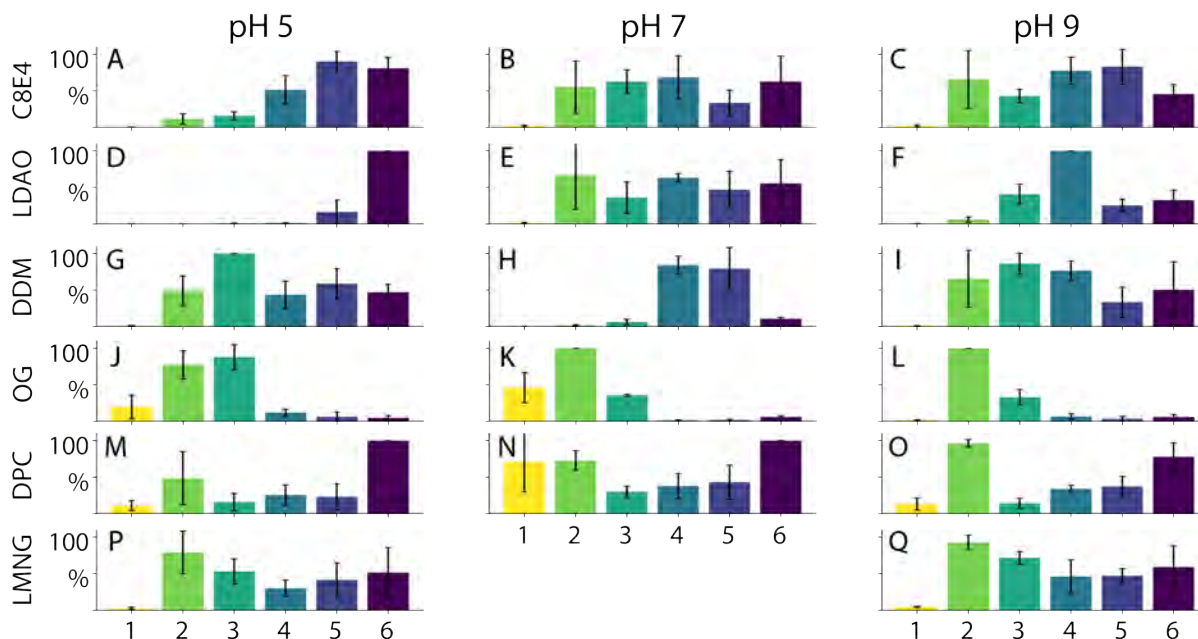 pH 5 pH 7 pH 9
C8E4 100 % A B C
LDAO 100 % D E F
DDM 100 % G H I
OG 100 % J K L
DPC 100 % M N O
1 2 3 4 5 6
LMNG 100 % P Q
1 2 3 4 5 6 1 2 3 4 5 6